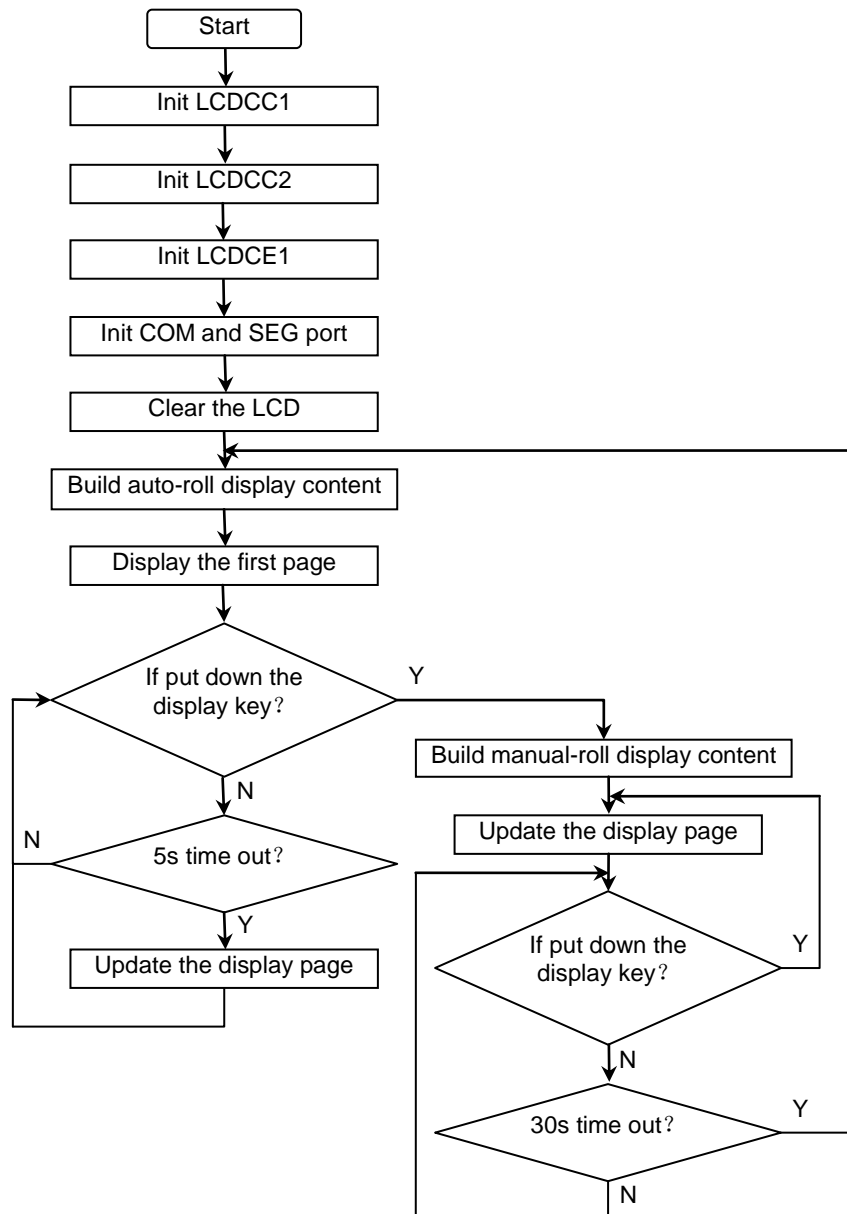 Start
Init LCDCC1
Init LCDCC2
Init LCDCE1
Init COM and SEG port
Clear the LCD
Build auto-roll display content
Display the first page
If put down the
display key？
Y
N
5s time out？
N
Y
Update the display page
Build manual-roll display content
Update the display page
If put down the
display key？
Y
N
30s time out？
Y
N